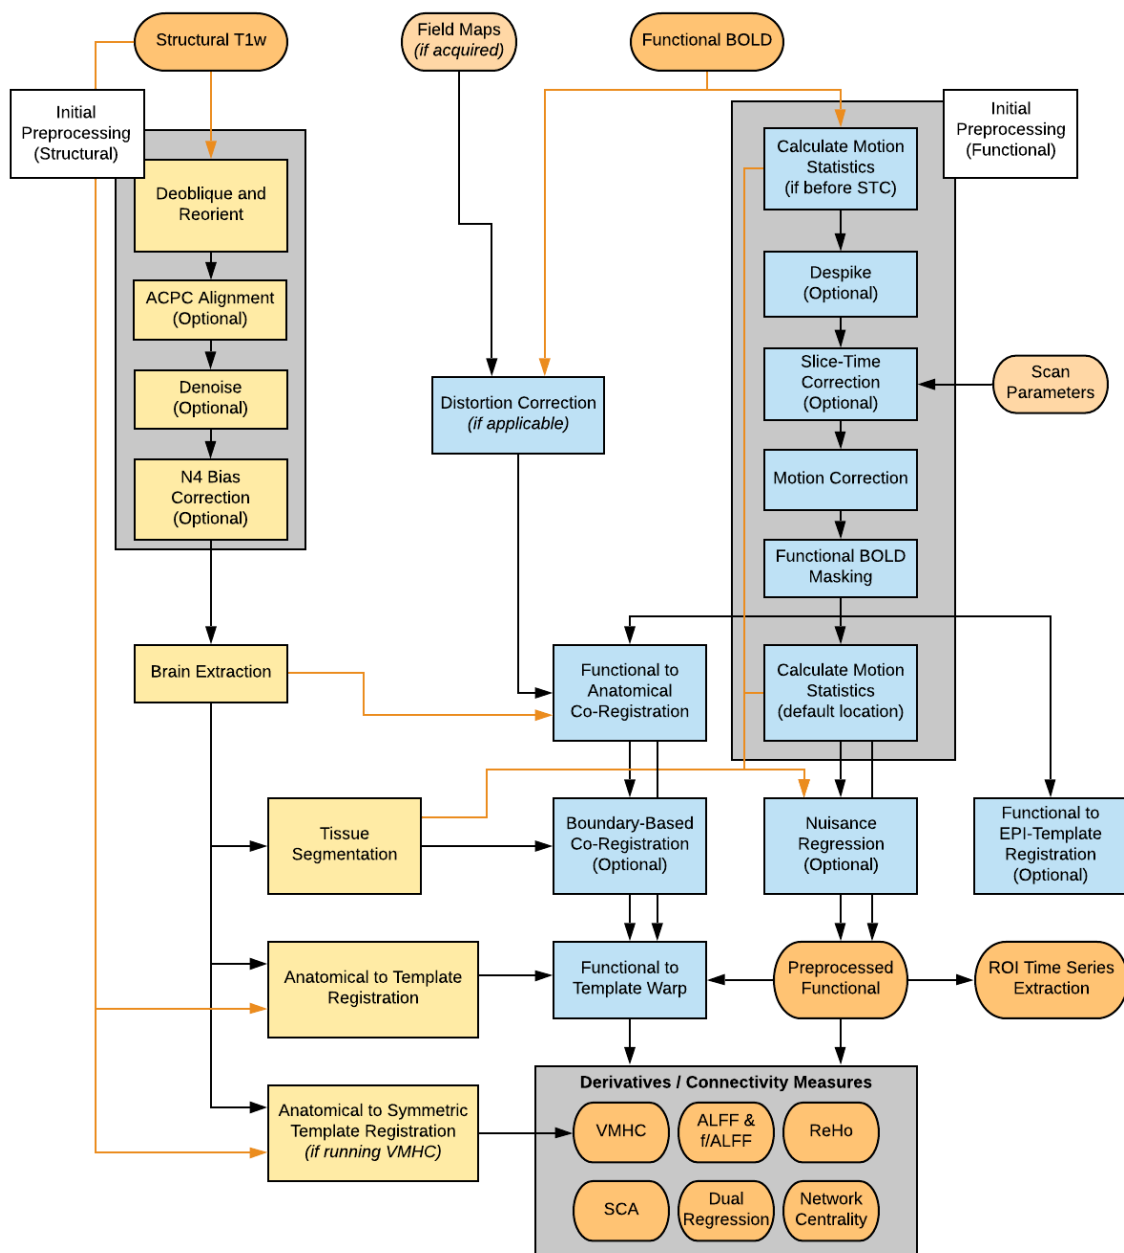 Structural T1w
Field Maps
(if acquired)
Functional BOLD
Initial
Preprocessing
(Structural)
Initial
Preprocessing
(Functional)
Calculate Motion
Statistics
(if before STC)
Deoblique and
Reorient
Despike
(Optional)
ACPC Alignment
(Optional)
Slice-Time
Correction
(Optional)
Scan
Parameters
Denoise
(Optional)
Distortion Correction
(if applicable)
N4 Bias
Correction
(Optional)
Motion Correction
Functional BOLD
Masking
Brain Extraction
Functional to
Anatomical
Co-Registration
Calculate Motion
Statistics
(default location)
Tissue
Segmentation
Boundary-Based
Co-Registration
(Optional)
Nuisance
Regression
(Optional)
Functional to
EPI-Template
Registration
(Optional)
Anatomical to Template
Registration
Functional to
Template Warp
Preprocessed
Functional
ROI Time Series
Extraction
Derivatives / Connectivity Measures
Anatomical to Symmetric
Template Registration
(if running VMHC)
VMHC
ALFF &
f/ALFF
ReHo
SCA
Dual
Regression
Network
Centrality